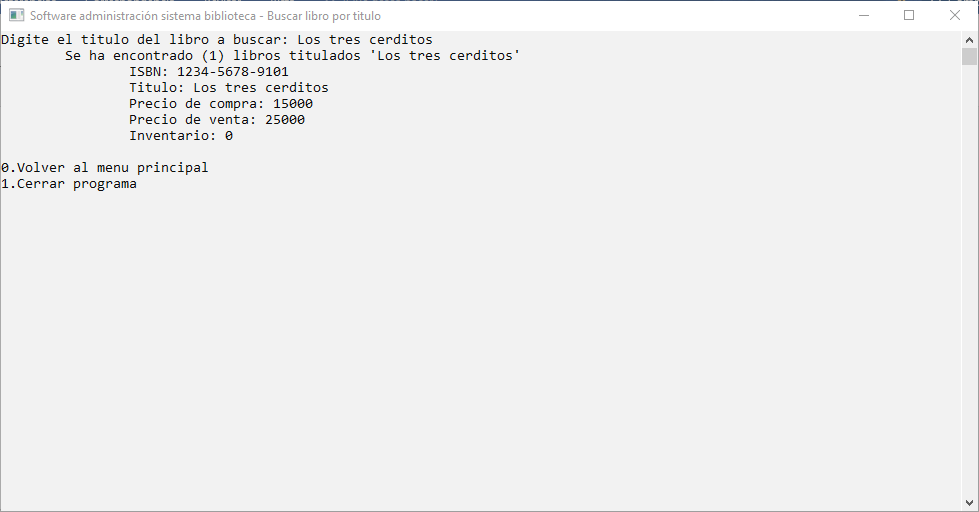 Software administración sistema biblioteca - Buscar libro por titulo
Digite el titulo del libro a buscar: Los tres cerditos
Se ha encontrado (1) libros titulados 'Los tres cerditos'
ISBN: 1234-5678-9101
Titulo: Los tres cerditos
Precio de compra: 15000
Precio de venta: 25000
Inventario: 0
0.Volver al menu principal
1.Cerrar programa